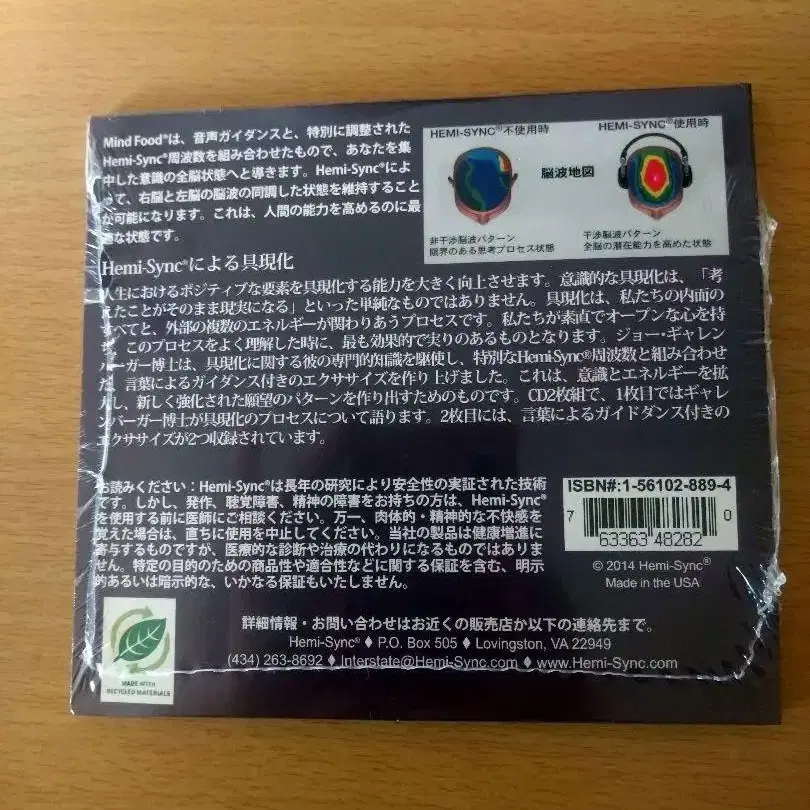 Mind Food®は、音声ガイダンスと、特別に調整された
Hemi-Sync®周波数を組み合わせたもので、あなたを集
中した意識の全脳状態へと導きます。Hemi-Sync®によ
って、右脳と左脳の脳波の同調した状態を維持すること
が可能になります。これは、人間の能力を高めるのに最
適な状態です。
HEMI-SYNC®不使用時
HEMI-SYNC®使用時
脳波地図
非干渉脳波パターン
限界のある思考プロセス状態
干渉脳波パターン
全脳の潜在能力を高めた状態
Hemi-Sync®による具現化
人生におけるポジティブな要素を具現化する能力を大きく向上させます。意識的な具現化は、「考
えたことがそのまま現実になる」といった単純なものではありません。具現化は、私たちの内面の
すべてと、外部の複数のエネルギーが関わりあうプロセスです。私たちが素直でオープンな心を持
ち、このプロセスをよく理解した時に、最も効果的で実りのあるものとなります。ジョー・ギャレン
バーガー博士は、具現化に関する彼の専門的知識を駆使し、特別なHemi-Sync®周波数と組み合わせ
た、言葉によるガイダンス付きのエクササイズを作り上げました。これは、意識とエネルギーを拡
大し、新しく強化された願望のパターンを作り出すためのものです。CD2枚組で、1枚目ではギャレ
ンバーガー博士が具現化のプロセスについて語ります。2枚目には、言葉によるガイドダンス付きの
エクササイズが2つ収録されています。
お読みください：Hemi-Sync®は長年の研究により安全性の実証された技術
です。しかし、発作、聴覚障害、精神の障害をお持ちの方は、Hemi-Sync®
を使用する前に医師にご相談ください。万一、肉体的・精神的な不快感を
覚えた場合は、直ちに使用を中止してください。当社の製品は健康増進に
寄与するものですが、医療的な診断や治療の代わりになるものではありま
せん。特定の目的のための商品性や適合性などに関する保証を含む、明示
的あるいは暗示的な、いかなる保証もいたしません。
ISBN#:1-56102-889-4
7 63363 48282 0
© 2014 Hemi-Sync®
Made in the USA
MADE WITH
RECYCLED MATERIALS
詳細情報・お問い合わせはお近くの販売店か以下の連絡先まで。
Hemi-Sync® ♦ P.O. Box 505 ♦ Lovingston, VA 22949
(434) 263-8692 ♦ Interstate@Hemi-Sync.com ♦ www.Hemi-Sync.com